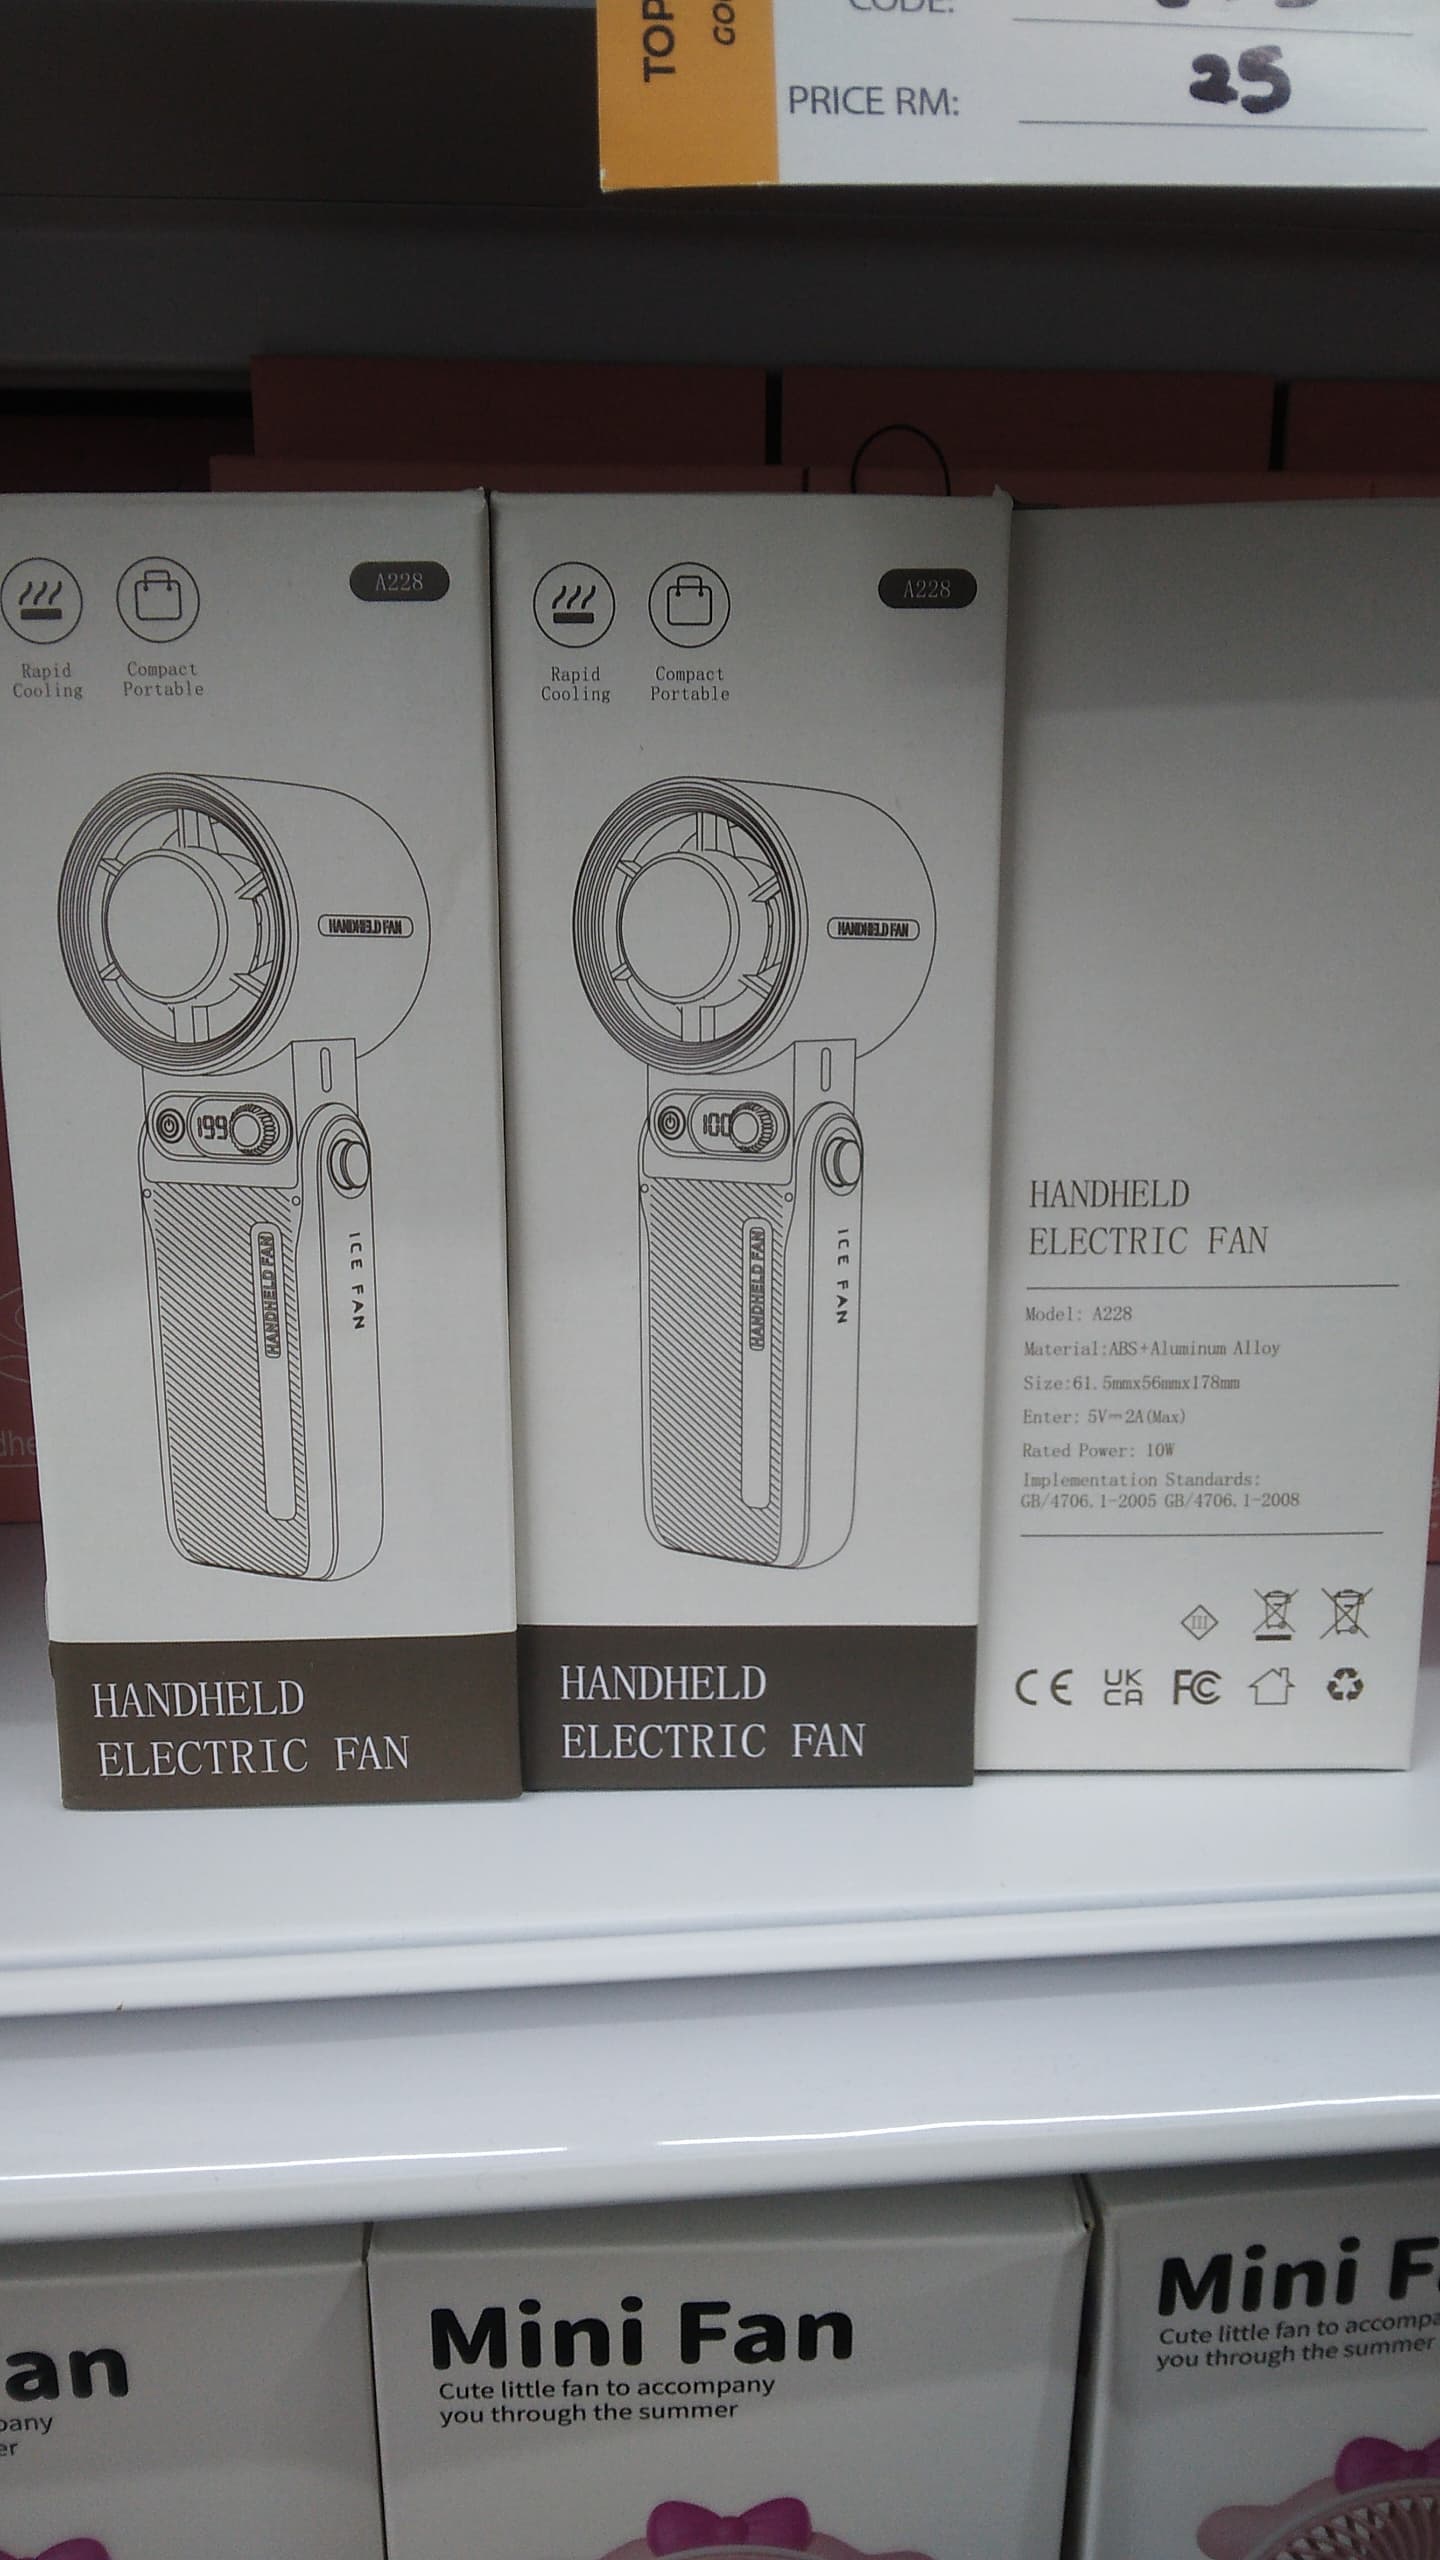 TOP
PRICE RM:
25
Rapid
Cooling
Compact
Portable
A228
HANDHELD FAN
199
HANDHELD FAN
ICE FAN
HANDHELD
ELECTRIC FAN
Rapid
Cooling
Compact
Portable
A228
HANDHELD FAN
100
HANDHELD FAN
ICE FAN
HANDHELD
ELECTRIC FAN
HANDHELD
ELECTRIC FAN
Model: A228
Material:ABS+Aluminum Alloy
Size:61.5mmx56mmx178mm
Enter: 5V⎓2A(Max)
Rated Power: 10W
Implementation Standards:
GB/4706.1-2005 GB/4706.1-2008
III
CE UK CA FC
Mini Fan
Cute little fan to accompany
you through the summer
Mini
Cute little fan to
you through the summer